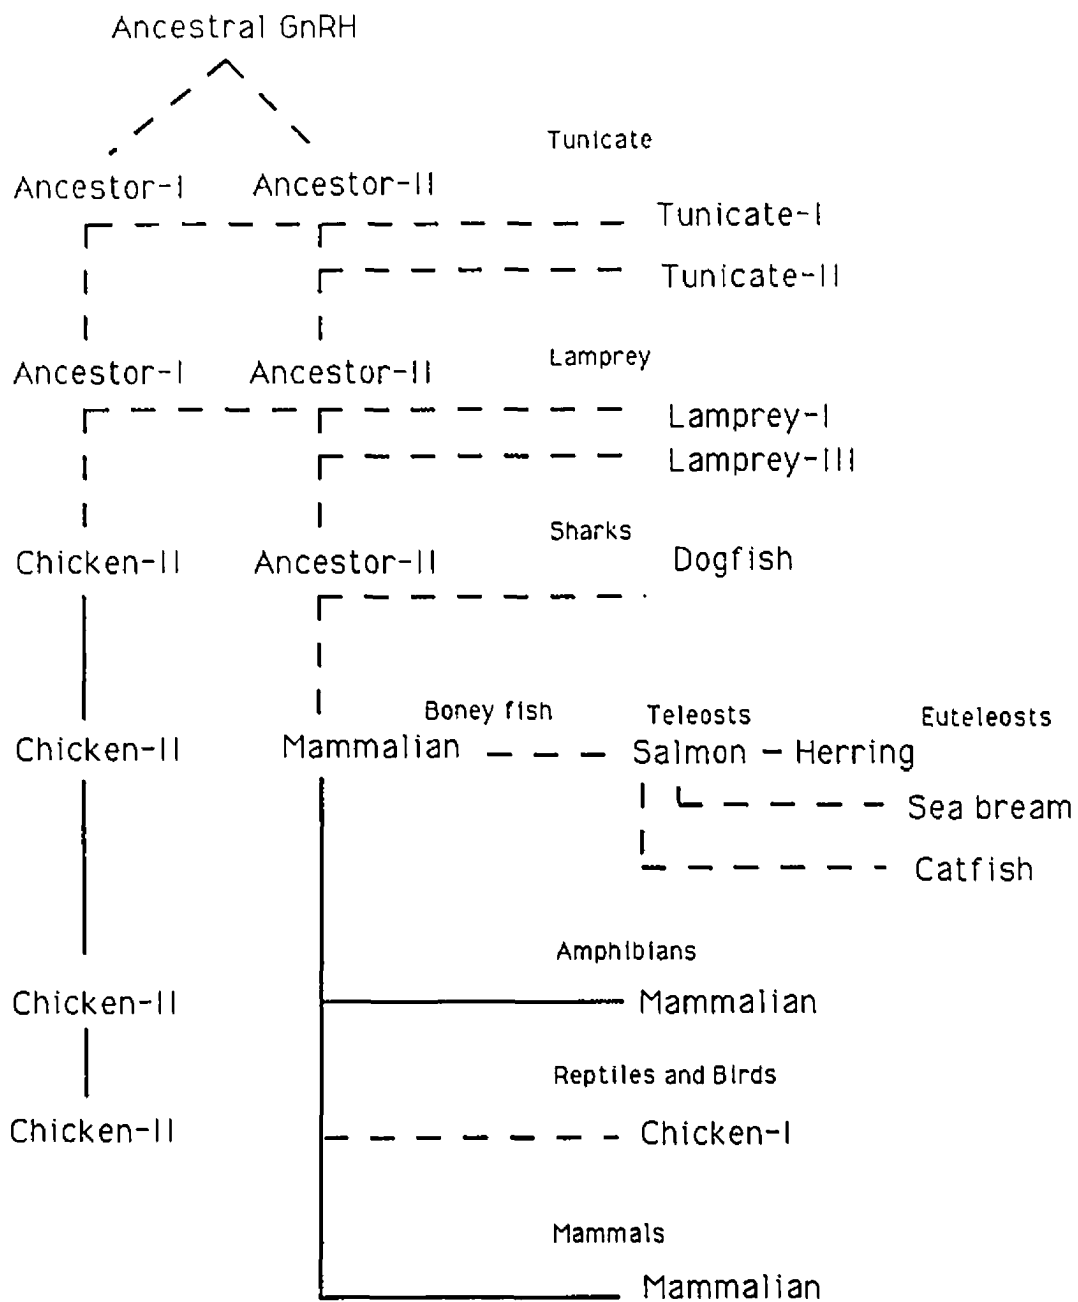 Ancestral GnRH
Tunicate
Ancestor-I Ancestor-II
Tunicate-I
Tunicate-II
Lamprey
Ancestor-I Ancestor-II
Lamprey-I
Lamprey-III
Sharks
Chicken-II Ancestor-II Dogfish
Boney fish Teleosts Euteleosts
Chicken-II Mammalian Salmon - Herring
Sea bream
Catfish
Amphibians
Chicken-II Mammalian
Reptiles and Birds
Chicken-II Chicken-I
Mammals
Mammalian